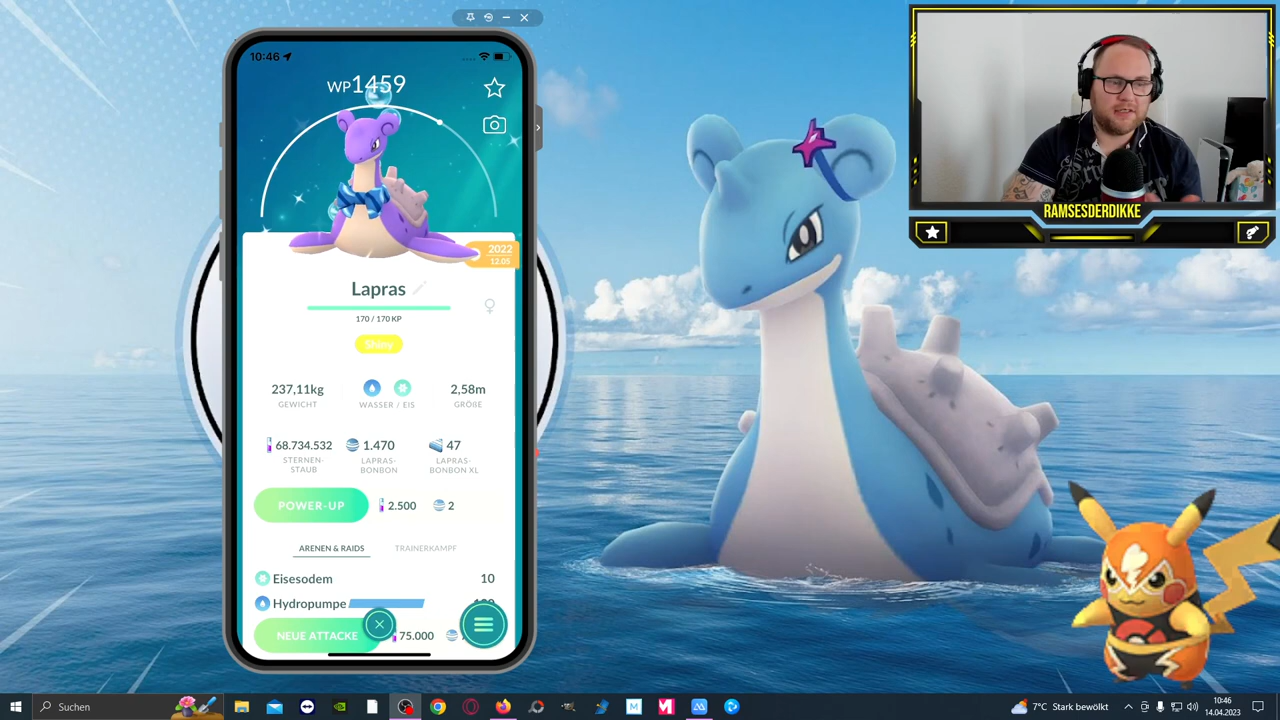 10:46
WP1459
2022
12.05
Lapras
170 / 170 KP
Shiny
237,11kg
GEWICHT
WASSER / EIS
2,58m
GRÖßE
68.734.532
STERNEN-
STAUB
1.470
LAPRAS-
BONBON
47
LAPRAS-
BONBON XL
POWER-UP
2.500
2
ARENEN & RAIDS
TRAINERKAMPF
Eisesodem
10
Hydropumpe
NEUE ATTACKE
75.000
RAMSESDERDIKKE
Suchen
7°C Stark bewölkt
10:46
14.04.2023